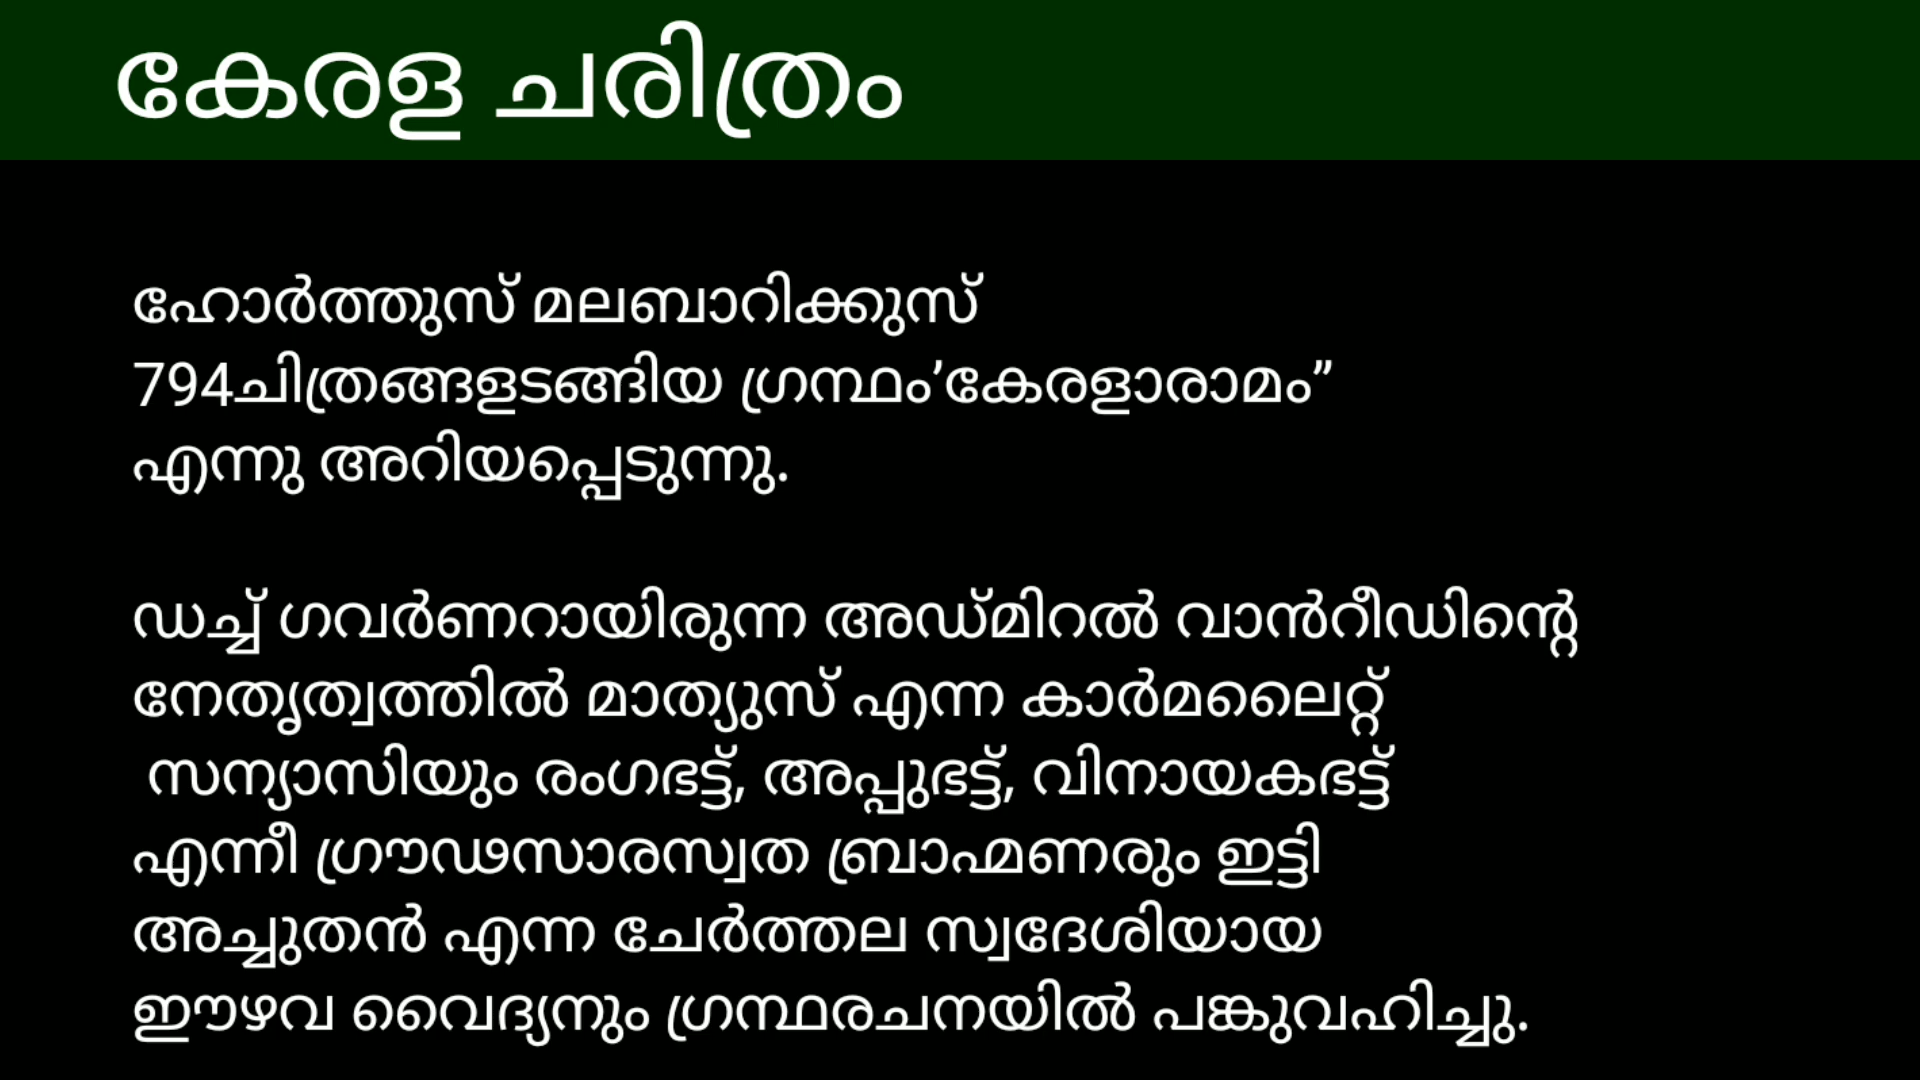 കേരള ചരിത്രം
ഹോർത്തുസ് മലബാറിക്കുസ്
794ചിത്രങ്ങളടങ്ങിയ ഗ്രന്ഥം’കേരളാരാമം”
എന്നു അറിയപ്പെടുന്നു.
ഡച്ച് ഗവർണറായിരുന്ന അഡ്മിറൽ വാൻറീഡിന്റെ
നേതൃത്വത്തിൽ മാത്യുസ് എന്ന കാർമലൈറ്റ്
സന്യാസിയും രംഗഭട്ട്, അപ്പുഭട്ട്, വിനായകഭട്ട്
എന്നീ ഗ്രൗഢസാരസ്വത ബ്രാഹ്മണരും ഇട്ടി
അച്ചുതൻ എന്ന ചേർത്തല സ്വദേശിയായ
ഈഴവ വൈദ്യനും ഗ്രന്ഥരചനയിൽ പങ്കുവഹിച്ചു.